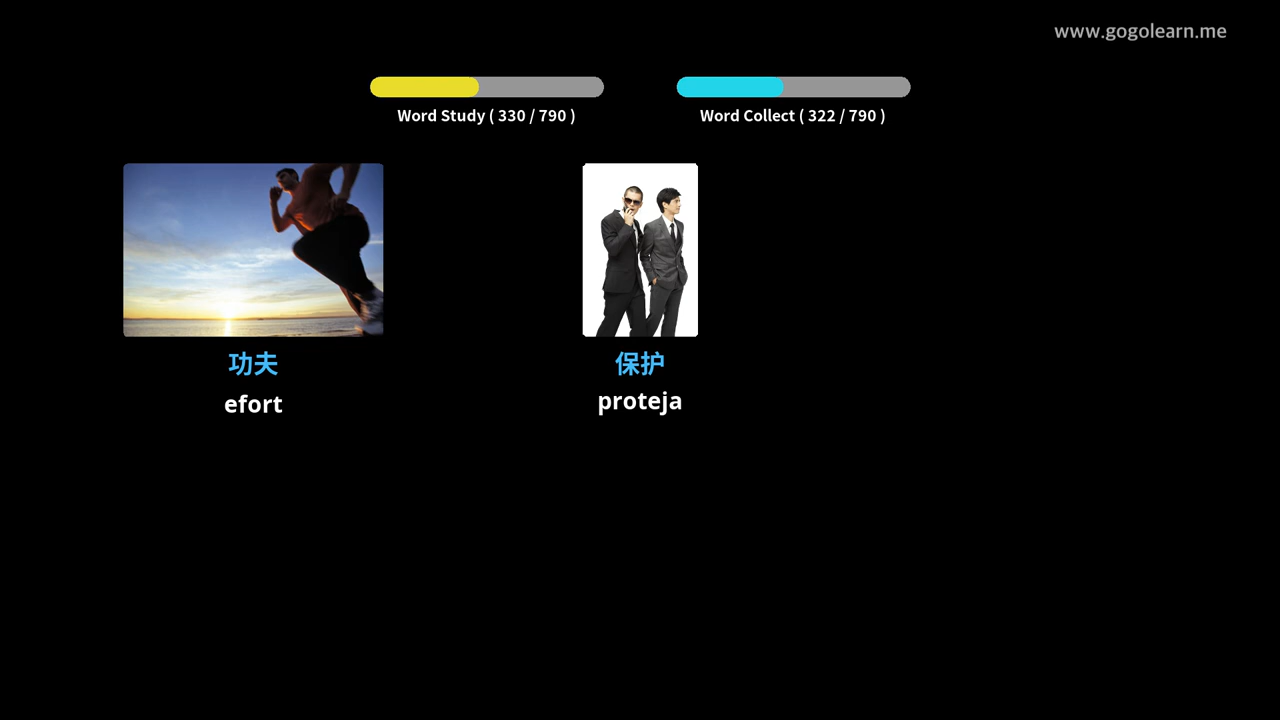 www.gogolearn.me
Word Study ( 330 / 790 )
Word Collect ( 322 / 790 )
功夫
efort
保护
proteja